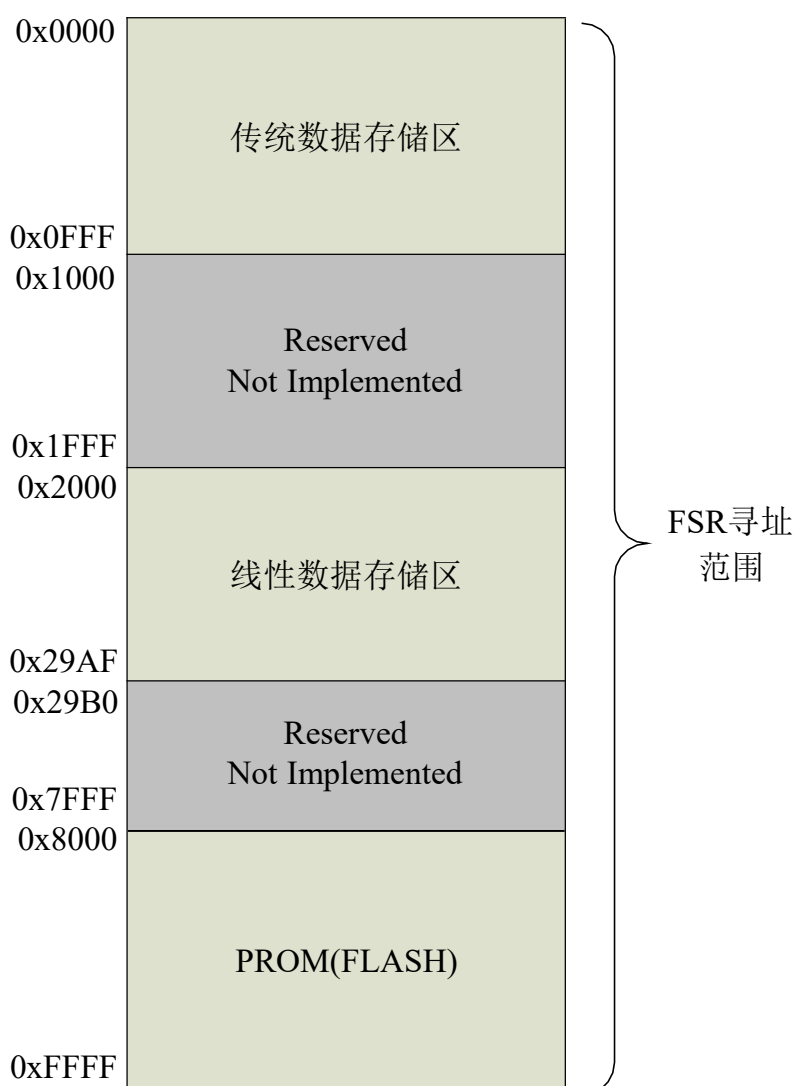 0x0000
传统数据存储区
0x0FFF
0x1000
Reserved
Not Implemented
0x1FFF
0x2000
线性数据存储区
0x29AF
0x29B0
Reserved
Not Implemented
0x7FFF
0x8000
PROM(FLASH)
0xFFFF
FSR寻址
范围